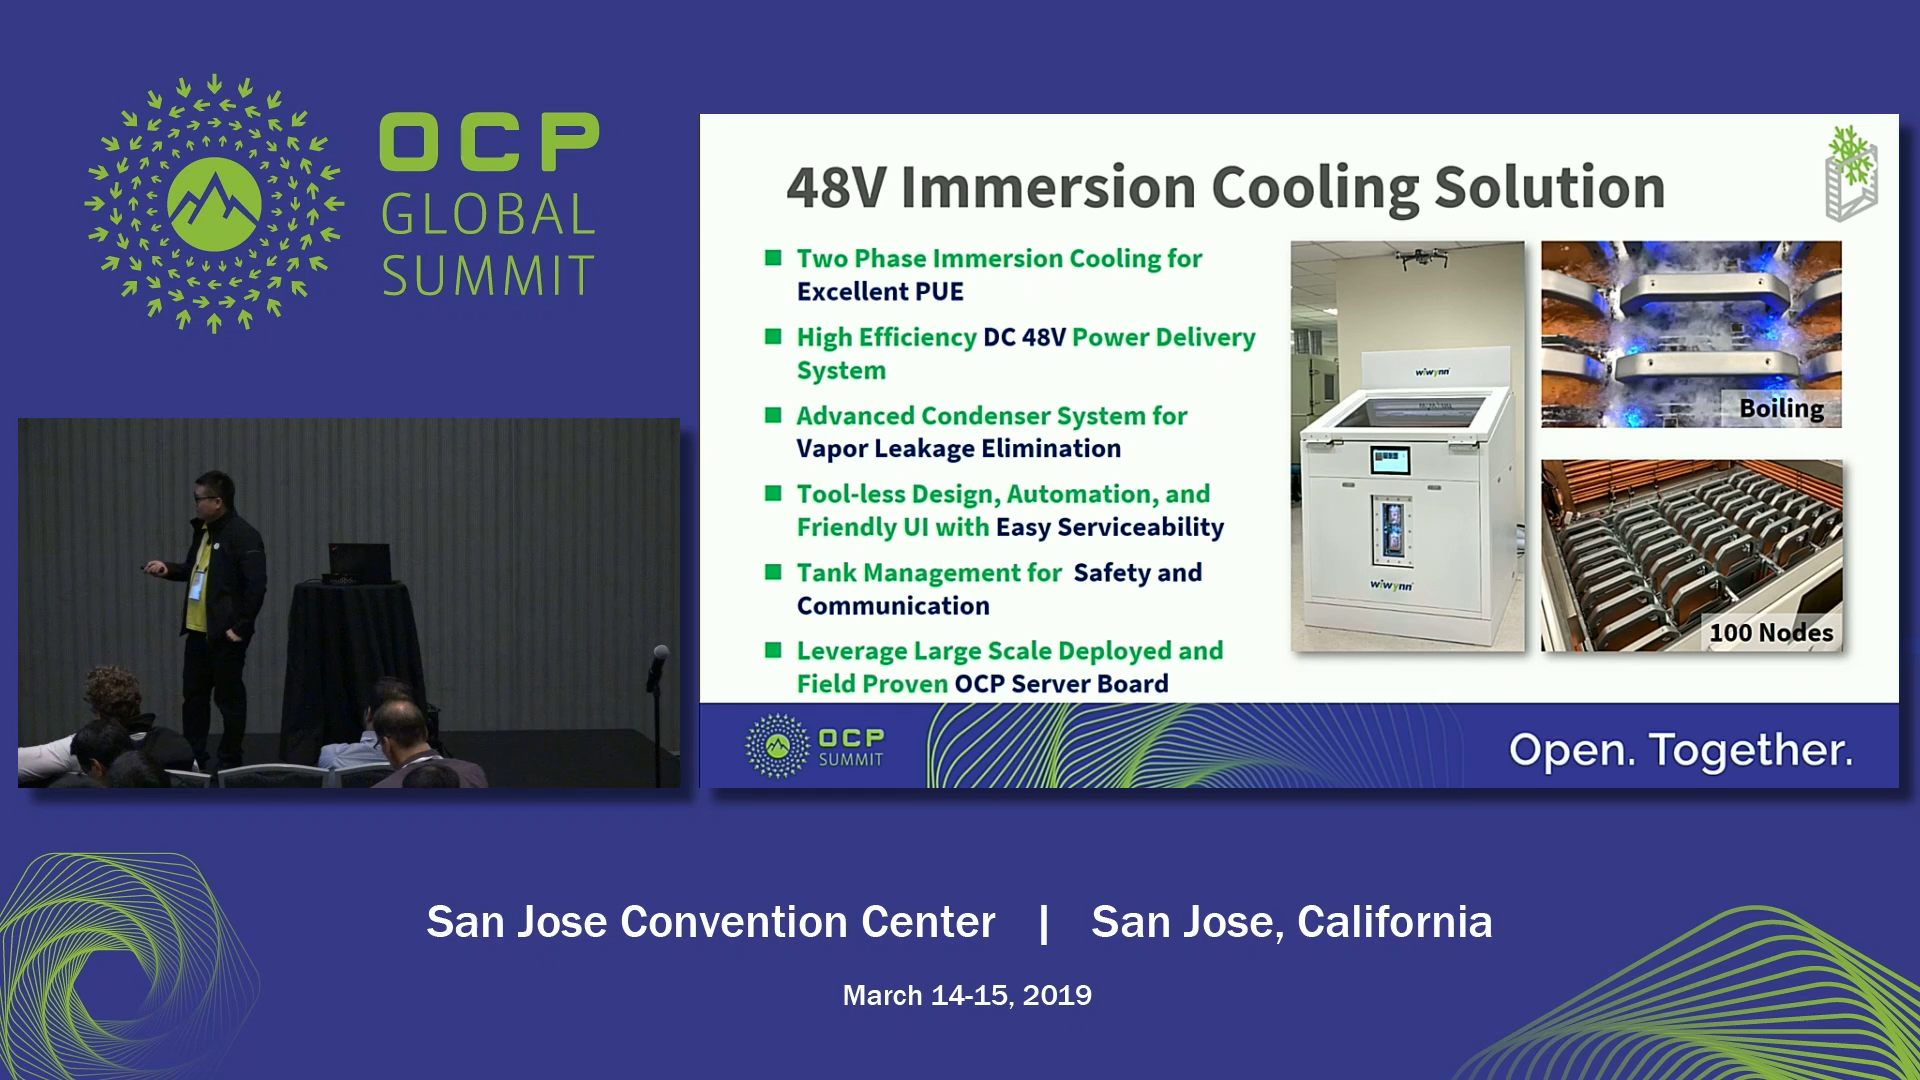 OCP
GLOBAL
SUMMIT
48V Immersion Cooling Solution
Two Phase Immersion Cooling for
Excellent PUE
High Efficiency DC 48V Power Delivery
System
Advanced Condenser System for
Vapor Leakage Elimination
Tool-less Design, Automation, and
Friendly UI with Easy Serviceability
Tank Management for Safety and
Communication
Leverage Large Scale Deployed and
Field Proven OCP Server Board
wiwynn
wiwynn
Boiling
100 Nodes
OCP
SUMMIT
Open. Together.
San Jose Convention Center | San Jose, California
March 14-15, 2019